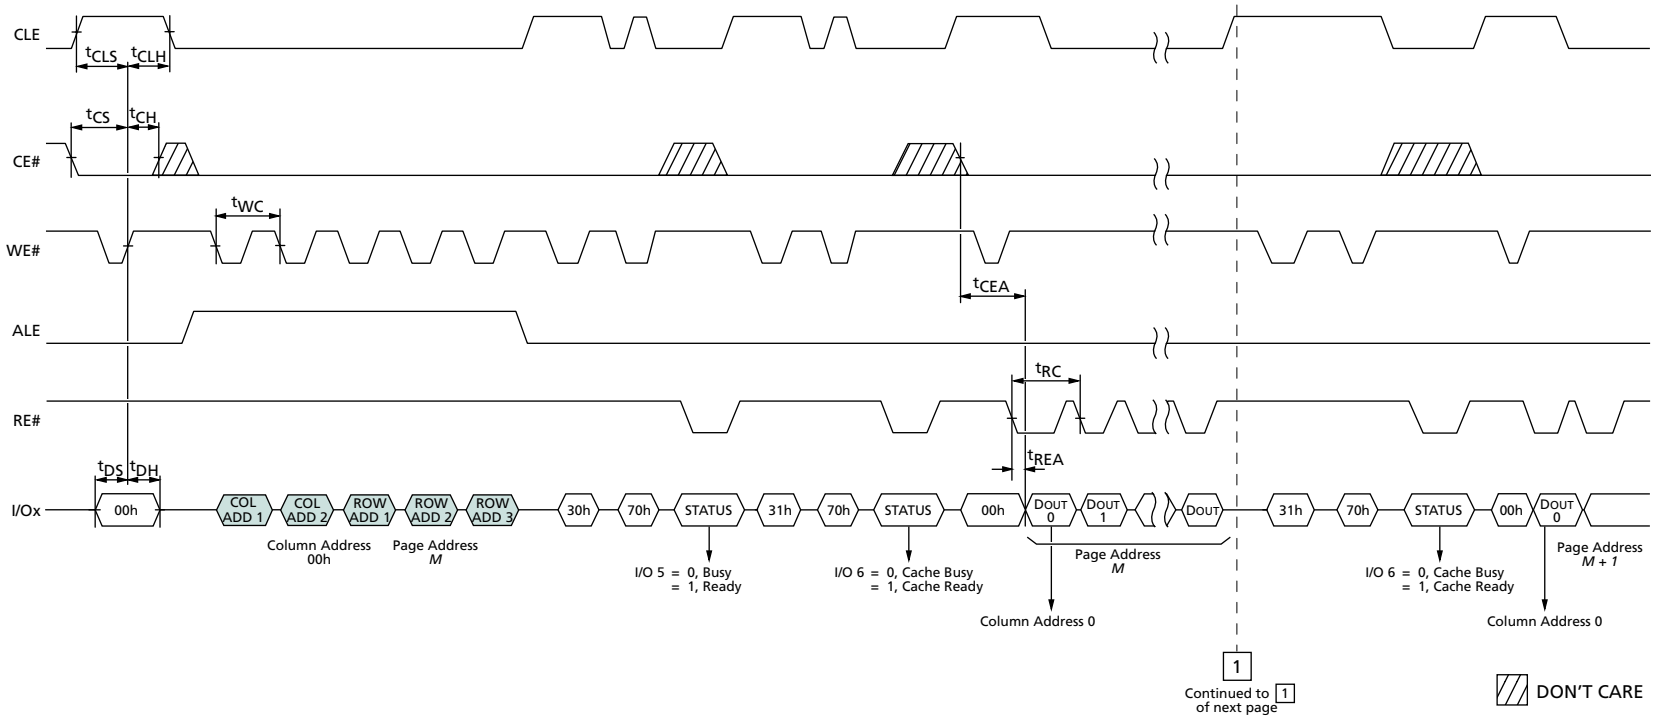 CLE
tCLS tCLH
tCS tCH
CE#
tWC
WE#
tCEA
ALE
tRC
RE#
tREA
tDS tDH
I/Ox
00h
COL
ADD 1
COL
ADD 2
ROW
ADD 1
ROW
ADD 2
ROW
ADD 3
30h
70h
STATUS
31h
70h
STATUS
00h
DOUT
0
DOUT
1
DOUT
31h
70h
STATUS
00h
DOUT
0
Column Address
00h
Page Address
M
I/O 5 = 0, Busy
= 1, Ready
I/O 6 = 0, Cache Busy
= 1, Cache Ready
Page Address
M
Column Address 0
I/O 6 = 0, Cache Busy
= 1, Cache Ready
Page Address
M + 1
Column Address 0
1
Continued to 1
of next page
DON'T CARE